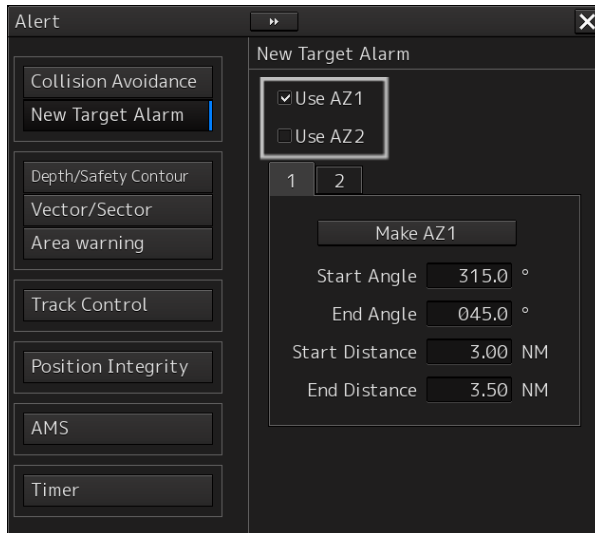 Alert
Collision Avoidance
New Target Alarm
Depth/Safety Contour
Vector/Sector
Area warning
Track Control
Position Integrity
AMS
Timer
New Target Alarm
Use AZ1
Use AZ2
1 2
Make AZ1
Start Angle 315.0 °
End Angle 045.0 °
Start Distance 3.00 NM
End Distance 3.50 NM